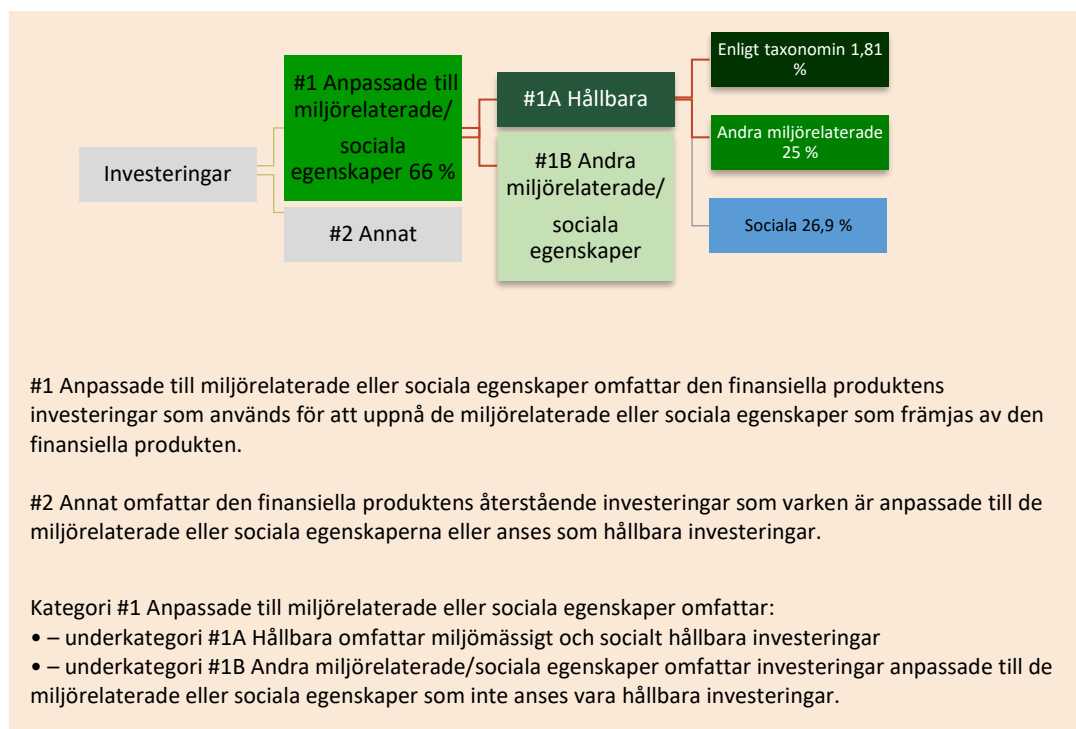 Investeringar
#1 Anpassade till
miljörelaterade/
sociala
egenskaper 66 %
#2 Annat
#1A Hållbara
#1B Andra
miljörelaterade/
sociala
egenskaper
Enligt taxonomin 1,81
%
Andra miljörelaterade
25 %
Sociala 26,9 %
#1 Anpassade till miljörelaterade eller sociala egenskaper omfattar den finansiella produktens
investeringar som används för att uppnå de miljörelaterade eller sociala egenskaper som främjas av den
finansiella produkten.
#2 Annat omfattar den finansiella produktens återstående investeringar som varken är anpassade till de
miljörelaterade eller sociala egenskaperna eller anses som hållbara investeringar.
Kategori #1 Anpassade till miljörelaterade eller sociala egenskaper omfattar:
• – underkategori #1A Hållbara omfattar miljömässigt och socialt hållbara investeringar
• – underkategori #1B Andra miljörelaterade/sociala egenskaper omfattar investeringar anpassade till de
miljörelaterade eller sociala egenskaper som inte anses vara hållbara investeringar.